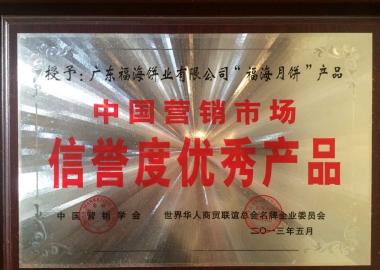 授予：广东福海饼业有限公司“福海月饼”产品
中国营销市场
信誉度优秀产品
中国营销学会 世界华人商贸联谊总会名牌企业委员会
二〇一三年五月